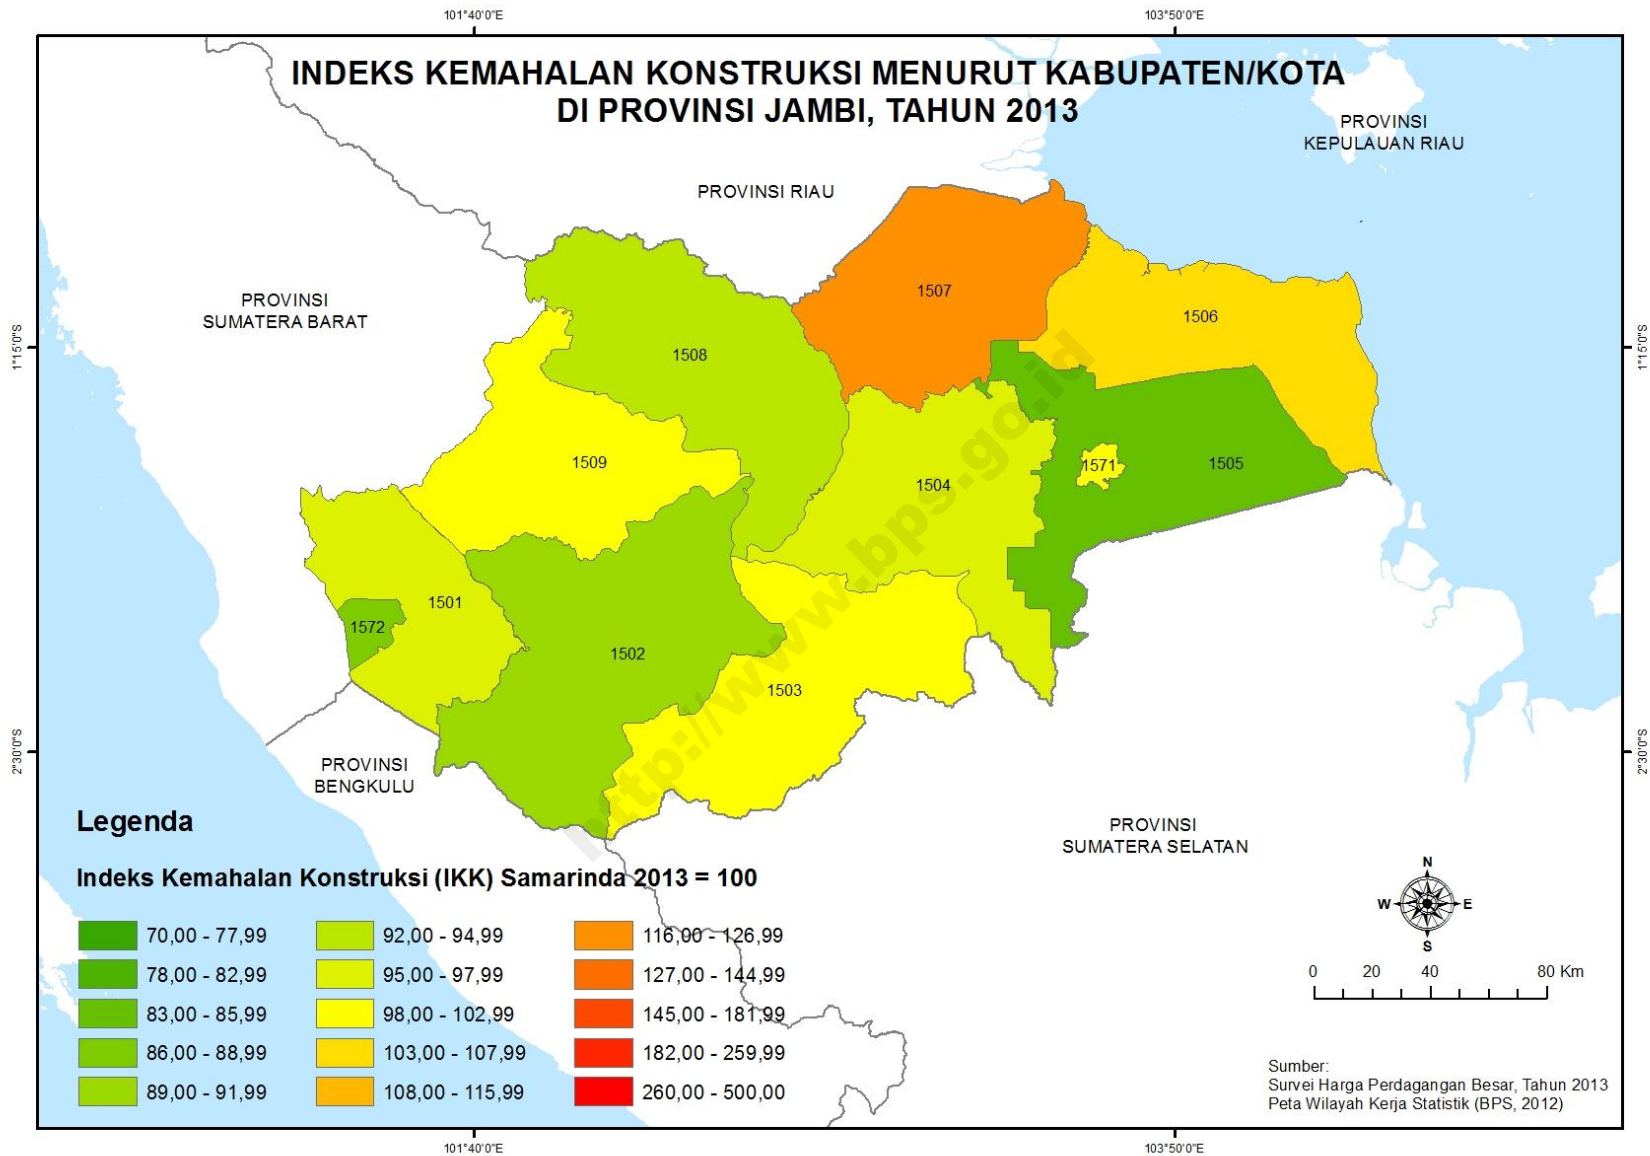 101°40'0"E
103°50'0"E
INDEKS KEMAHALAN KONSTRUKSI MENURUT KABUPATEN/KOTA
DI PROVINSI JAMBI, TAHUN 2013
PROVINSI
KEPULAUAN RIAU
PROVINSI RIAU
PROVINSI
SUMATERA BARAT
1507
1506
1508
1°15'0"S
1°15'0"S
1509
1571
1505
1504
1501
1572
1502
1503
http://www.bps.go.id
2°30'0"S
2°30'0"S
PROVINSI
BENGKULU
PROVINSI
SUMATERA SELATAN
Legenda
Indeks Kemahalan Konstruksi (IKK) Samarinda 2013 = 100
70,00 - 77,99
78,00 - 82,99
83,00 - 85,99
86,00 - 88,99
89,00 - 91,99
92,00 - 94,99
95,00 - 97,99
98,00 - 102,99
103,00 - 107,99
108,00 - 115,99
116,00 - 126,99
127,00 - 144,99
145,00 - 181,99
182,00 - 259,99
260,00 - 500,00
N
W
E
S
0 20 40 80 Km
Sumber:
Survei Harga Perdagangan Besar, Tahun 2013
Peta Wilayah Kerja Statistik (BPS, 2012)
101°40'0"E
103°50'0"E